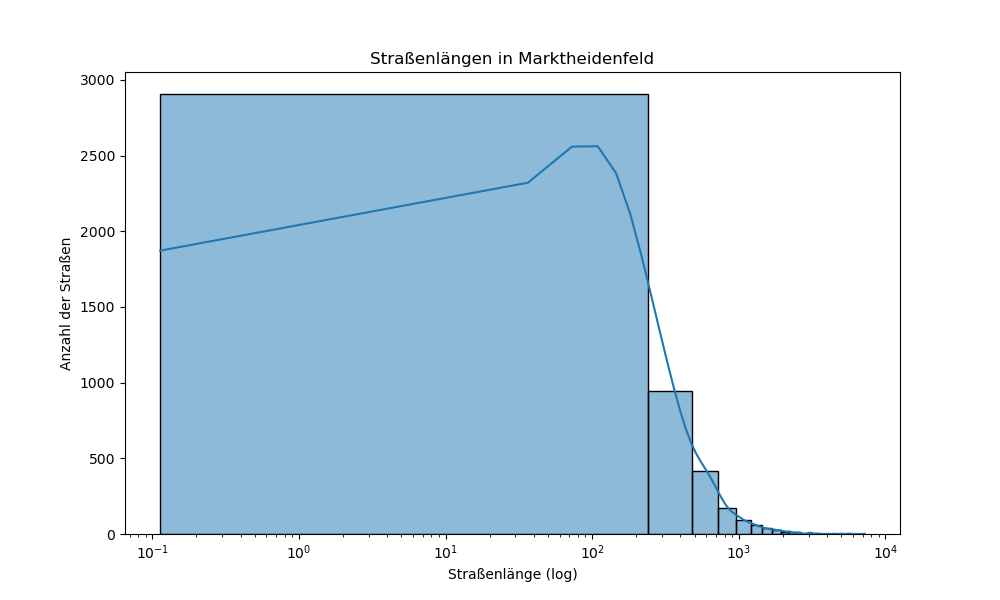 Straßenlängen in Marktheidenfeld
Anzahl der Straßen
3000
2500
2000
1500
1000
500
0
10⁻¹ 10⁰ 10¹ 10² 10³ 10⁴
Straßenlänge (log)